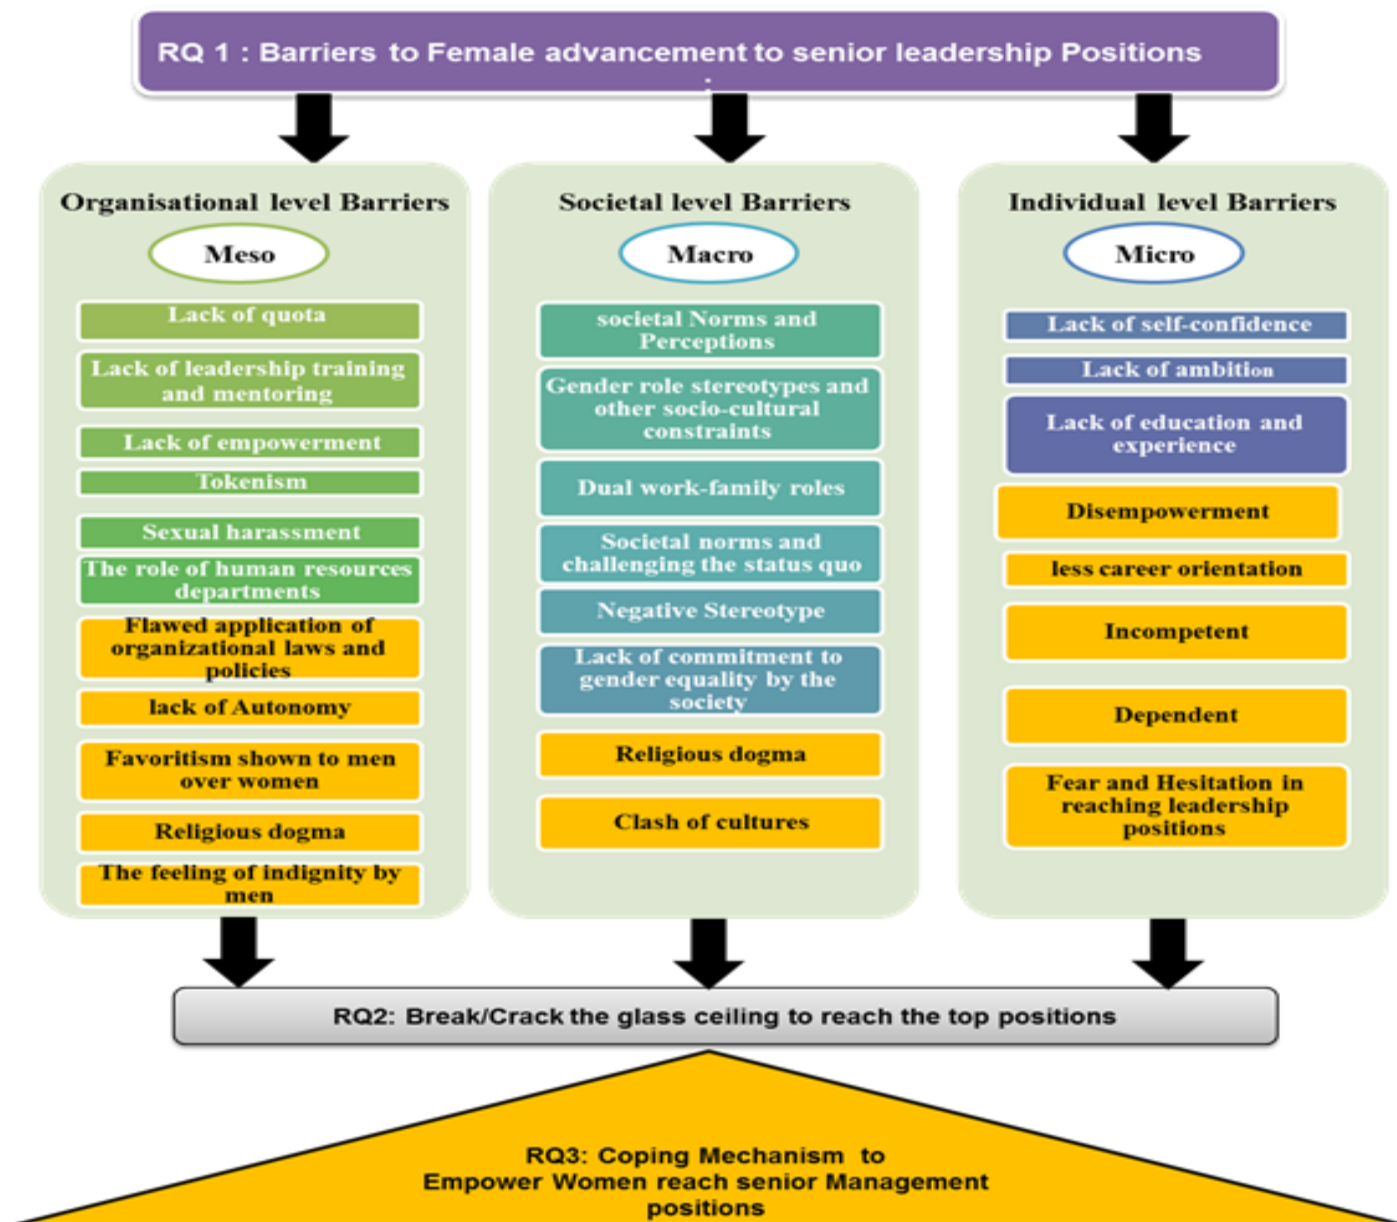 RQ 1 : Barriers to Female advancement to senior leadership Positions
:
Organisational level Barriers
Meso
Lack of quota
Lack of leadership training
and mentoring
Lack of empowerment
Tokenism
Sexual harassment
The role of human resources
departments
Flawed application of
organizational laws and
policies
lack of Autonomy
Favoritism shown to men
over women
Religious dogma
The feeling of indignity by
men
Societal level Barriers
Macro
societal Norms and
Perceptions
Gender role stereotypes and
other socio-cultural
constraints
Dual work-family roles
Societal norms and
challenging the status quo
Negative Stereotype
Lack of commitment to
gender equality by the
society
Religious dogma
Clash of cultures
Individual level Barriers
Micro
Lack of self-confidence
Lack of ambition
Lack of education and
experience
Disempowerment
less career orientation
Incompetent
Dependent
Fear and Hesitation in
reaching leadership
positions
RQ2: Break/Crack the glass ceiling to reach the top positions
RQ3: Coping Mechanism to
Empower Women reach senior Management
positions